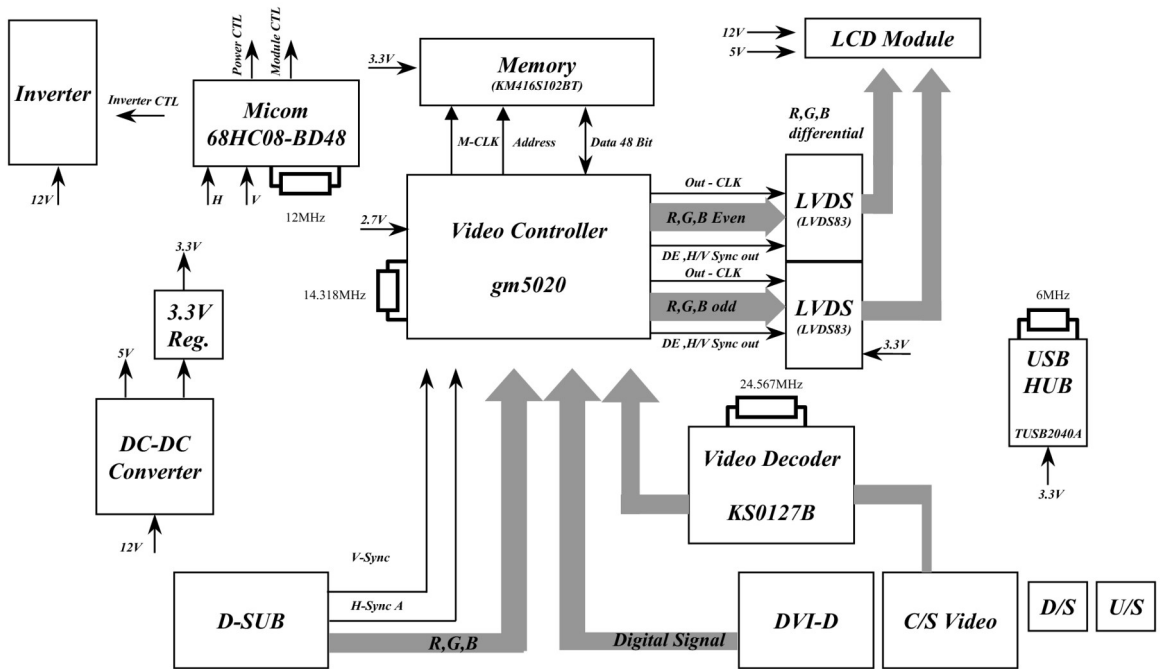 Inverter
12V
Inverter CTL
Power CTL
Module CTL
Micom
68HC08-BD48
H
V
12MHz
3.3V
Memory
(KM416S102BT)
M-CLK
Address
Data 48 Bit
12V
5V
LCD Module
R,G,B
differential
2.7V
Video Controller
gm5020
14.318MHz
Out - CLK
R,G,B Even
DE ,H/V Sync out
Out - CLK
R,G,B odd
DE ,H/V Sync out
LVDS
(LVDS83)
LVDS
(LVDS83)
3.3V
3.3V
3.3V
Reg.
5V
DC-DC
Converter
12V
6MHz
USB
HUB
TUSB2040A
3.3V
24.567MHz
Video Decoder
KS0127B
V-Sync
H-Sync A
R,G,B
D-SUB
Digital Signal
DVI-D
C/S Video
D/S
U/S